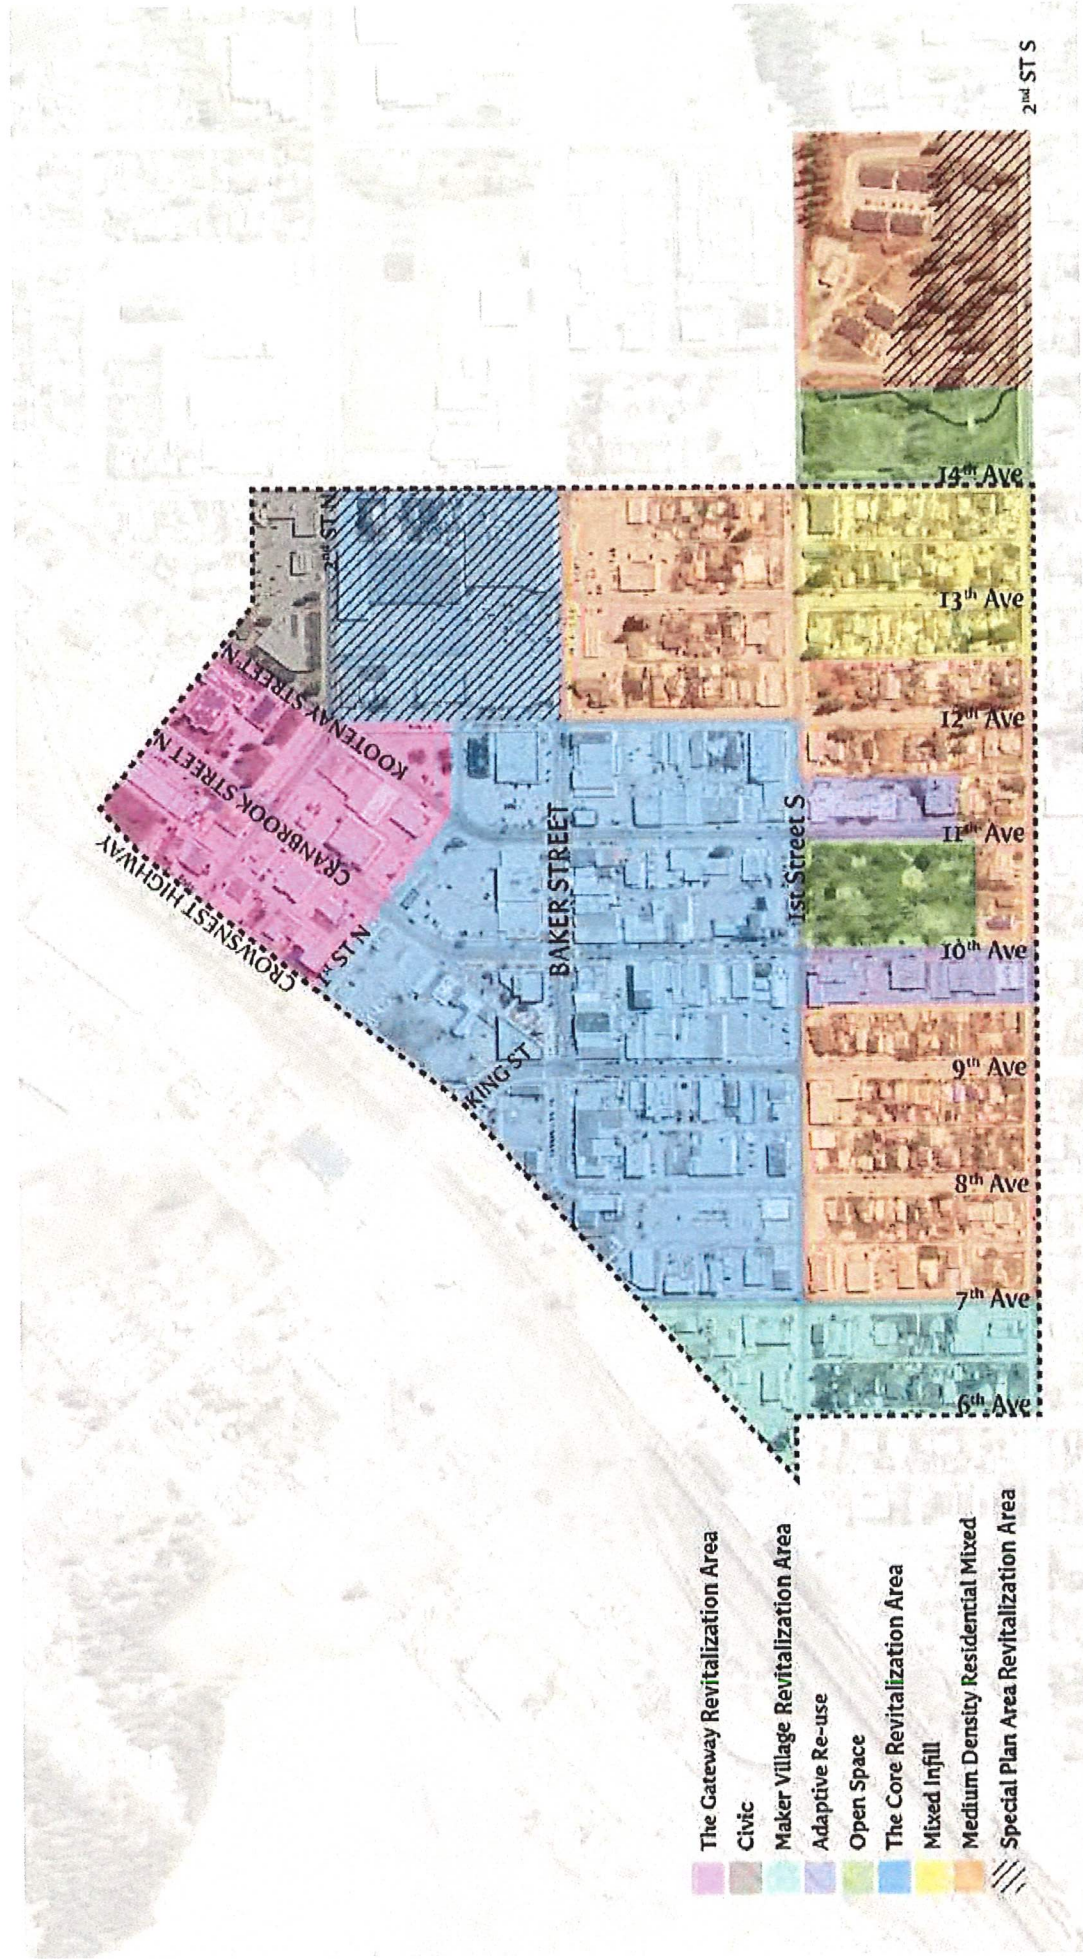 2nd ST S
14th Ave
2nd ST N
13th Ave
KOOTENAY STREET N
12th Ave
CRANBROOK STREET N
11th Ave
1st Street S
BAKER STREET
CROWSNEST HIGHWAY
ST N
10th Ave
KING ST
9th Ave
8th Ave
7th Ave
6th Ave
The Gateway Revitalization Area
Civic
Maker Village Revitalization Area
Adaptive Re-use
Open Space
The Core Revitalization Area
Mixed Infill
Medium Density Residential Mixed
Special Plan Area Revitalization Area